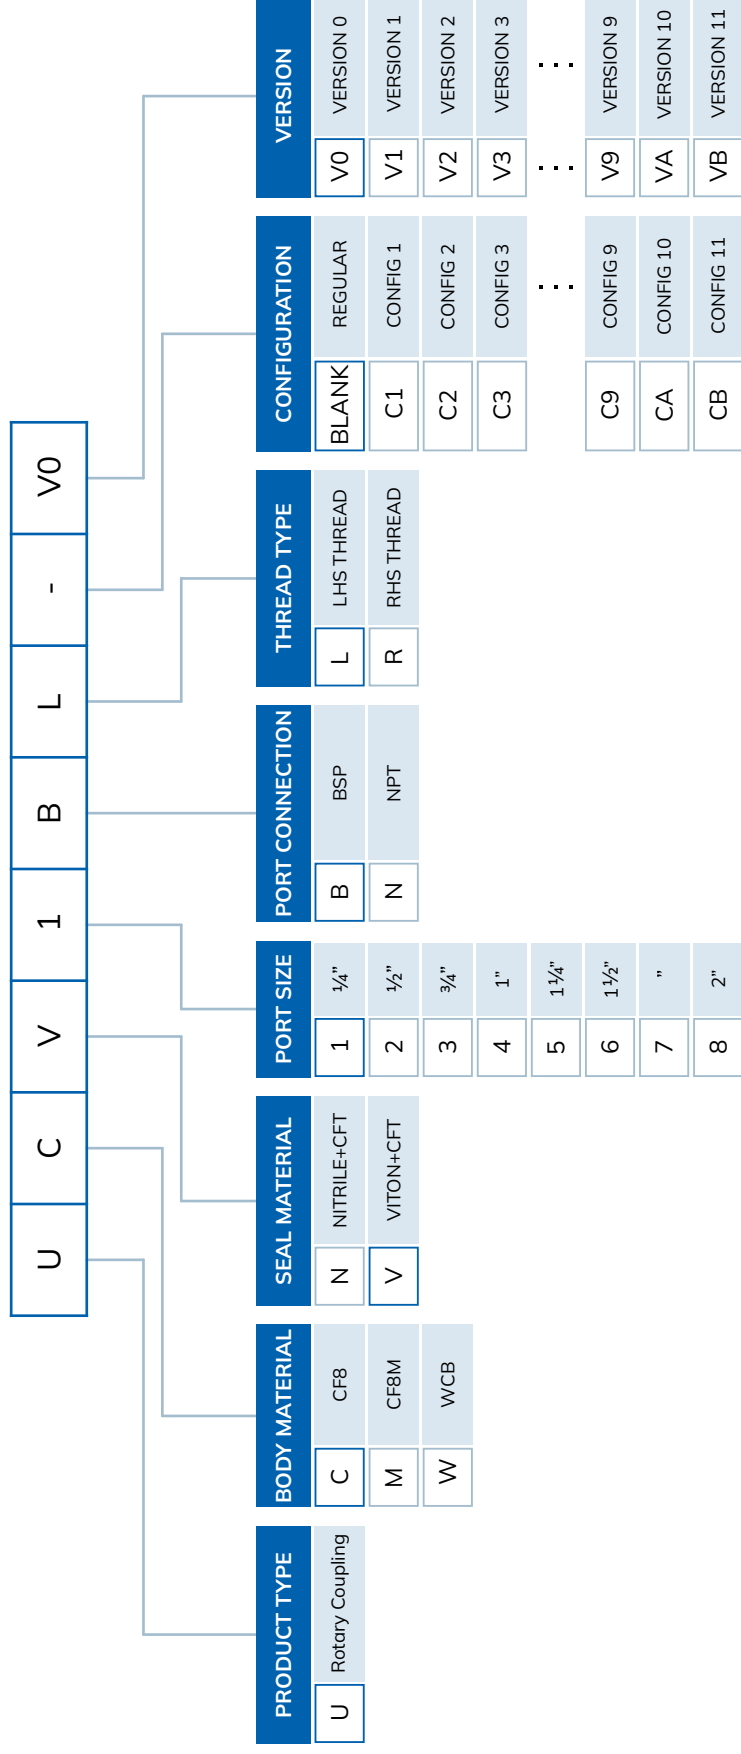 U C V 1 B L - V0
PRODUCT TYPE
U Rotary Coupling
BODY MATERIAL
C CF8
M CF8M
W WCB
SEAL MATERIAL
N NITRILE+CFT
V VITON+CFT
PORT SIZE
1 ¼”
2 ½”
3 ¾”
4 1”
5 1¼”
6 1½”
7 ”
8 2”
PORT CONNECTION
B BSP
N NPT
THREAD TYPE
L LHS THREAD
R RHS THREAD
CONFIGURATION
BLANK REGULAR
C1 CONFIG 1
C2 CONFIG 2
C3 CONFIG 3
...
C9 CONFIG 9
CA CONFIG 10
CB CONFIG 11
VERSION
V0 VERSION 0
V1 VERSION 1
V2 VERSION 2
V3 VERSION 3
... ...
V9 VERSION 9
VA VERSION 10
VB VERSION 11